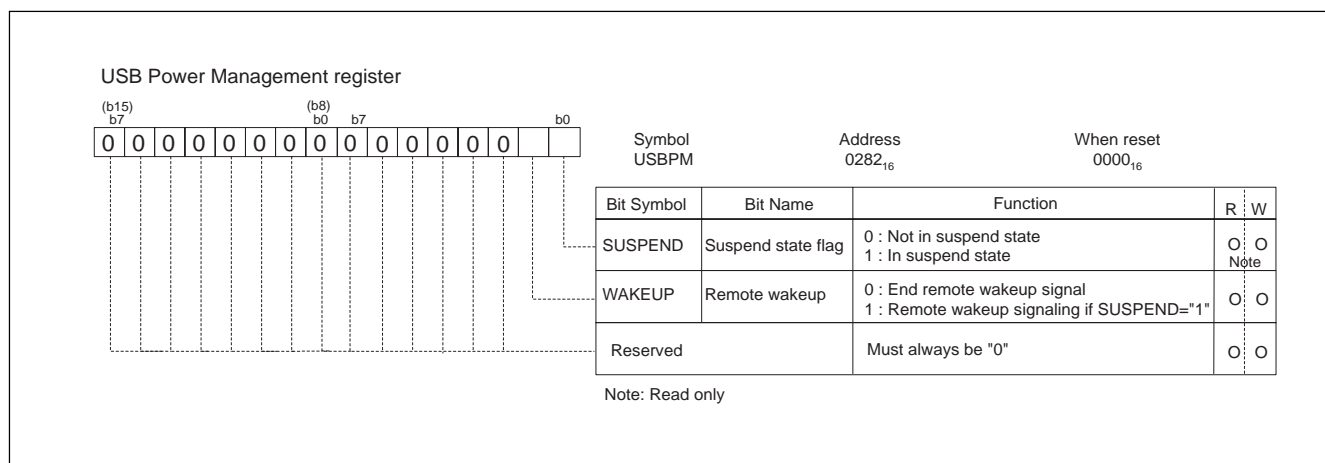 USB Power Management register
(b15) (b8)
b7 b0 b7 b0
0 0 0 0 0 0 0 0 0 0 0 0 0 0
Symbol Address When reset
USBPM 0282₁₆ 0000₁₆
Bit Symbol Bit Name Function R W
SUSPEND Suspend state flag 0 : Not in suspend state O O
1 : In suspend state Note
WAKEUP Remote wakeup 0 : End remote wakeup signal O O
1 : Remote wakeup signaling if SUSPEND="1"
Reserved Must always be "0" O O
Note: Read only